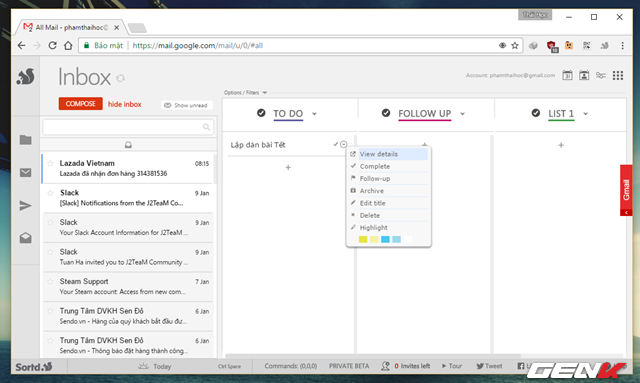 Thái Học
All Mail - phamthaihoc@
Bảo mật | https://mail.google.com/mail/u/0/#all
Inbox
Account: phamthaihoc@gmail.com
31
Options / Filters
COMPOSE hide inbox Show unread
TO DO FOLLOW UP LIST 1
Lập dàn bài Tết
View details
Complete
Follow-up
Archive
Edit title
Delete
Highlight
Lazada Vietnam 08:15
Lazada đã nhận đơn hàng 314381536
Slack 9 Jan
[Slack] Notifications from the J2TeaM Co...
Slack 9 Jan
Your Slack Account Information for J2TeaM...
Slack 9 Jan
Tuan Ha invited you to J2TeaM Community ...
Steam Support 7 Jan
Your Steam account: Access from new com...
Trung Tâm DVKH Sen Đỏ 6 Jan
Sendo.vn - Hàng của quý khách bắt đầu đư...
Trung Tâm DVKH Sen Đỏ 6 Jan
Sendo.vn - Thông báo đặt hàng thành công...
Gmail
Sortd Today Ctrl Space Commands: (0,0,0) PRIVATE BETA 0 Invites left Tour Tweet
GENK